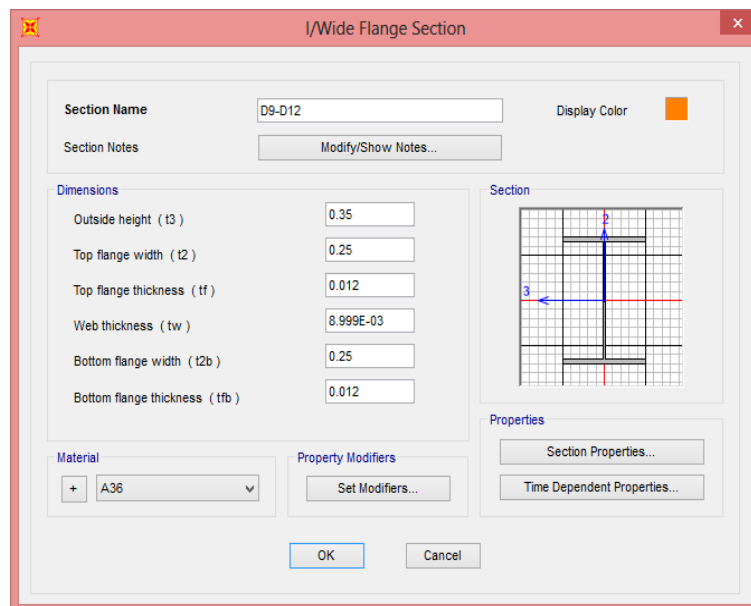 I/Wide Flange Section
x
Section Name D9-D12 Display Color
Section Notes Modify/Show Notes...
Dimensions
Outside height ( t3 ) 0.35
Top flange width ( t2 ) 0.25
Top flange thickness ( tf ) 0.012
Web thickness ( tw ) 8.999E-03
Bottom flange width ( t2b ) 0.25
Bottom flange thickness ( tfb ) 0.012
Section
2
3
Material
+ A36
Property Modifiers
Set Modifiers...
Properties
Section Properties...
Time Dependent Properties...
OK Cancel